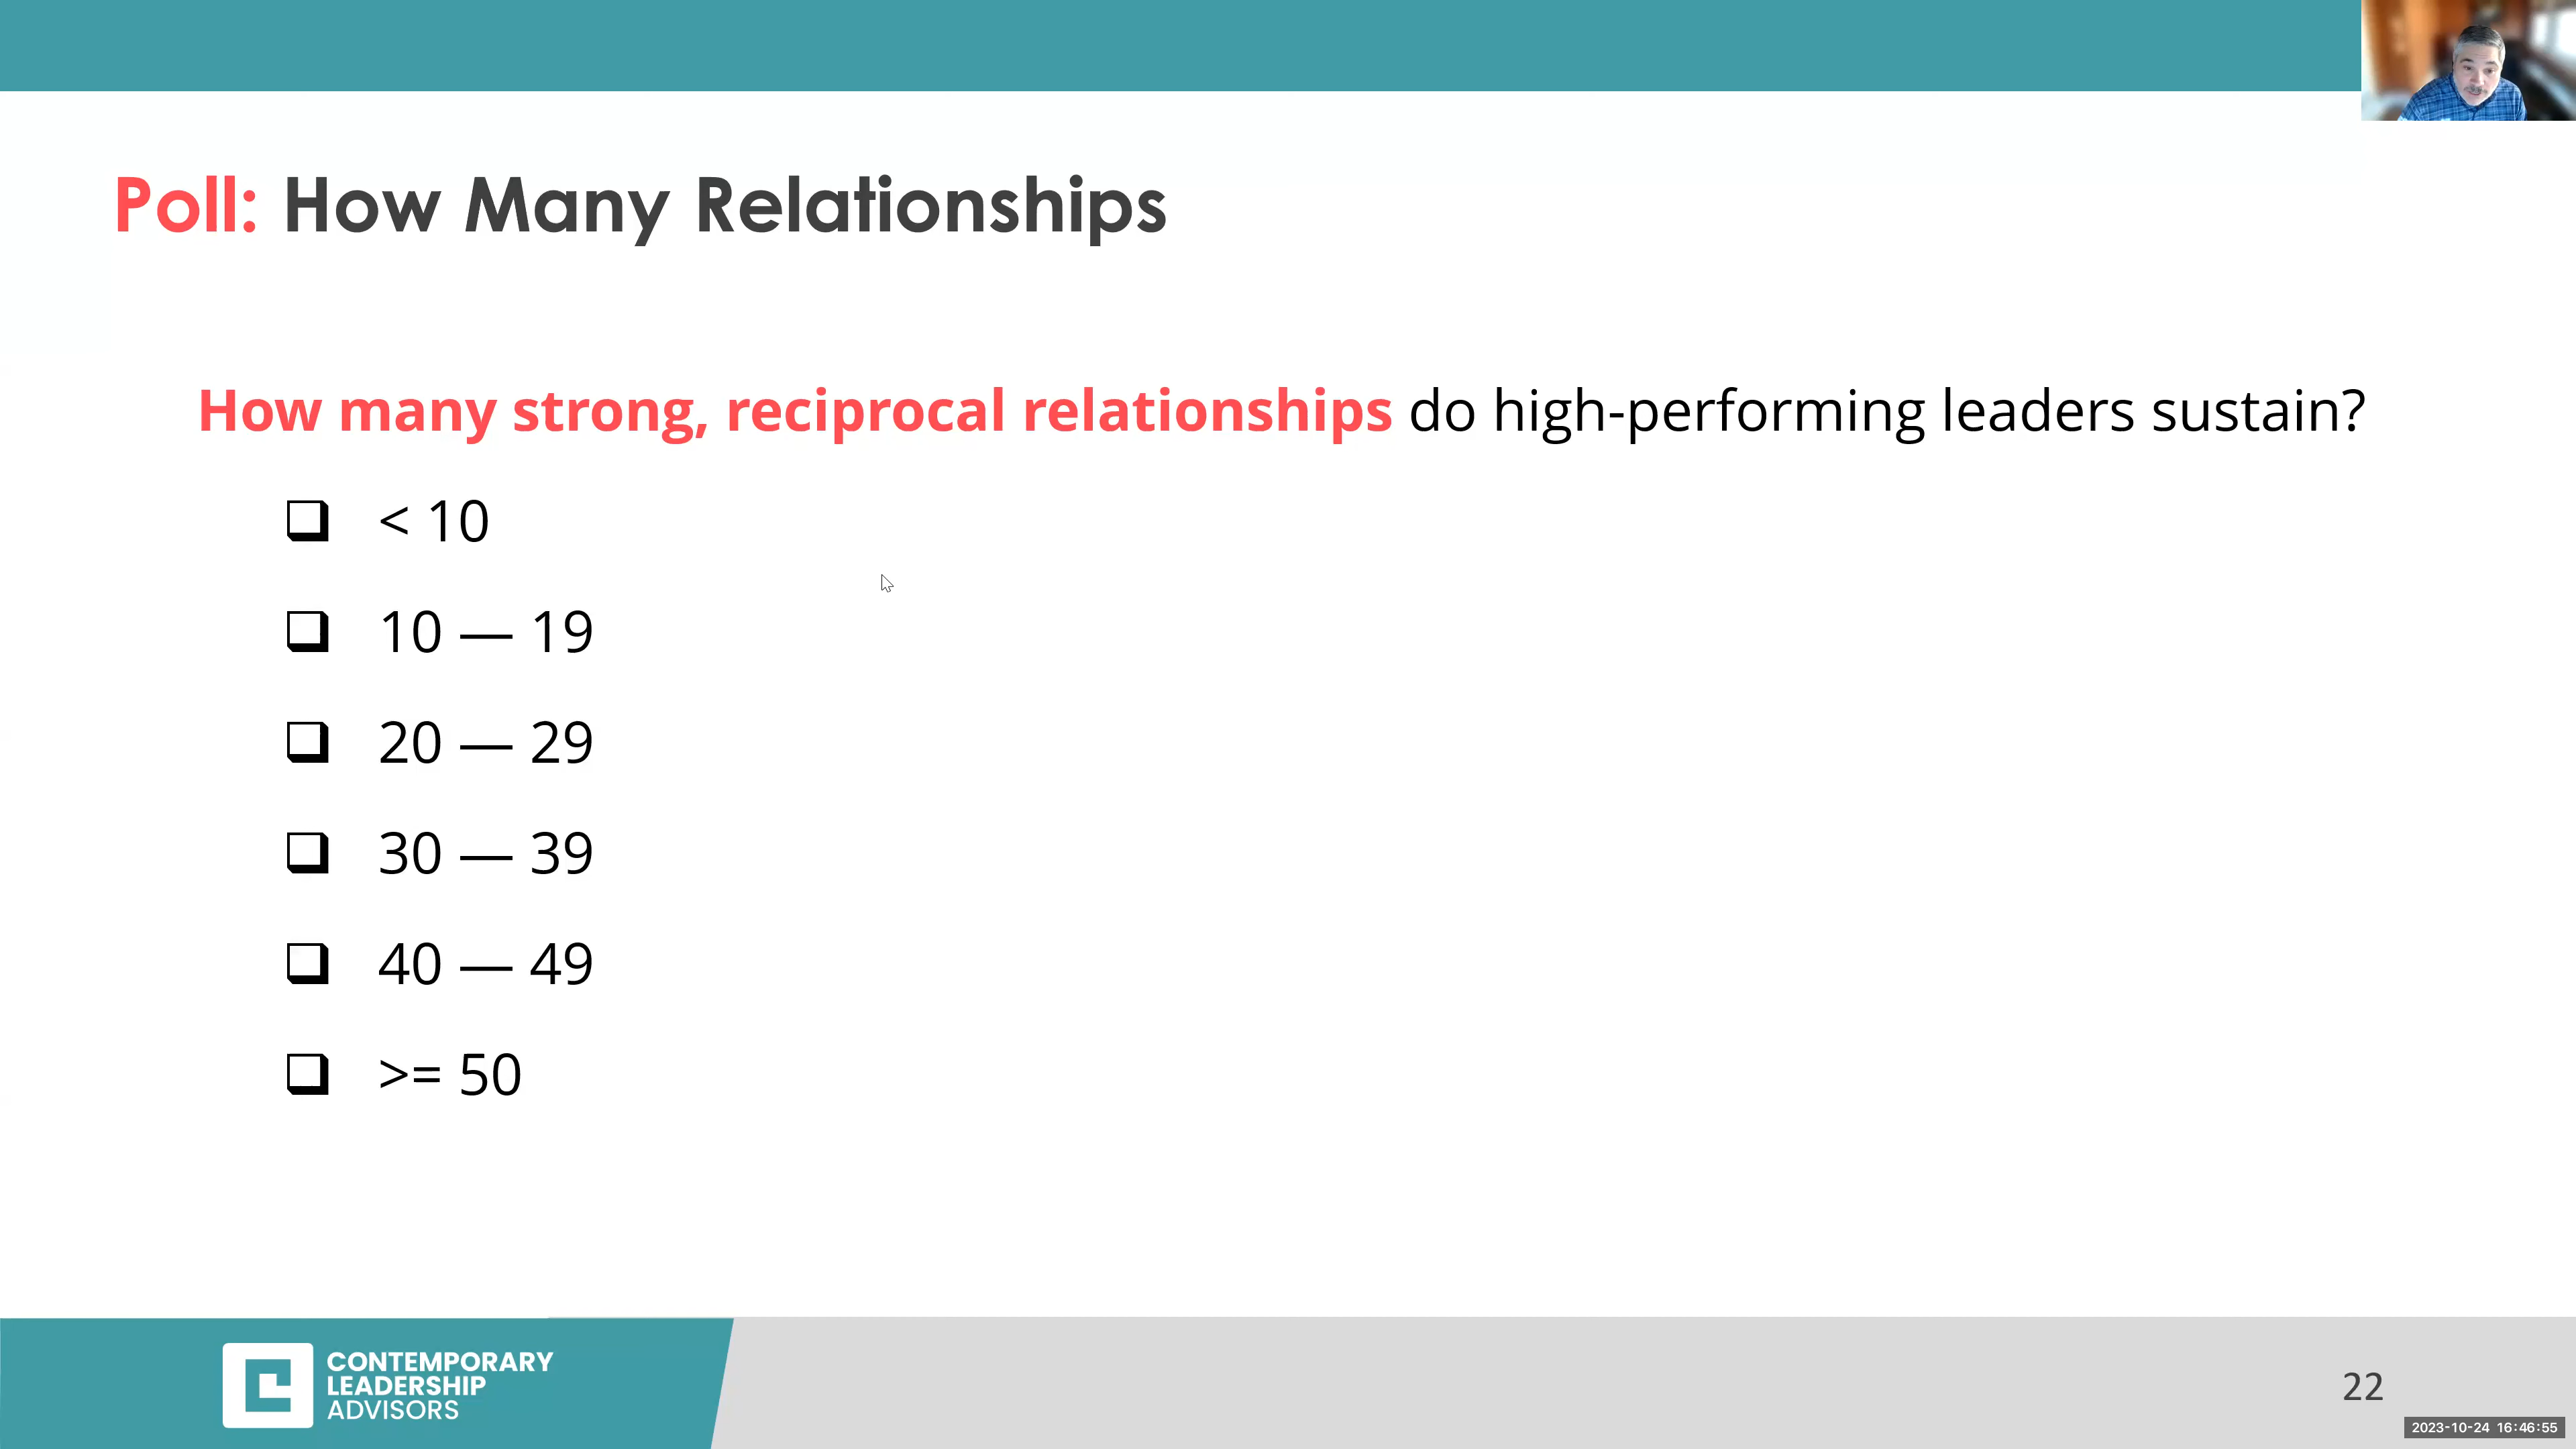 Poll: How Many Relationships
How many strong, reciprocal relationships do high-performing leaders sustain?
< 10
10 — 19
20 — 29
30 — 39
40 — 49
>= 50
CONTEMPORARY
LEADERSHIP
ADVISORS
22
2023-10-24 16:46:55